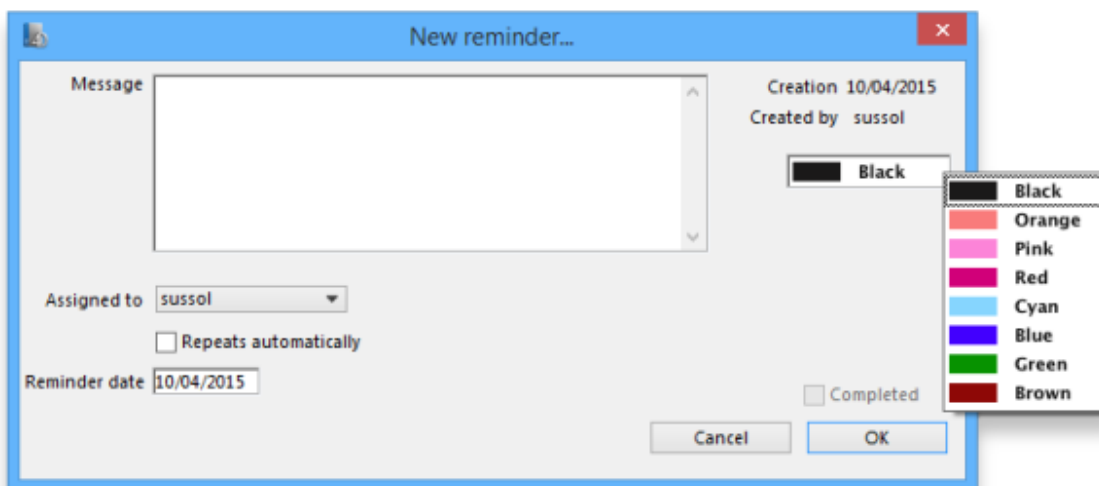 New reminder...
Message
Creation 10/04/2015
Created by sussol
Black
Black
Orange
Pink
Red
Cyan
Blue
Green
Brown
Assigned to sussol
Repeats automatically
Reminder date 10/04/2015
Completed
Cancel OK